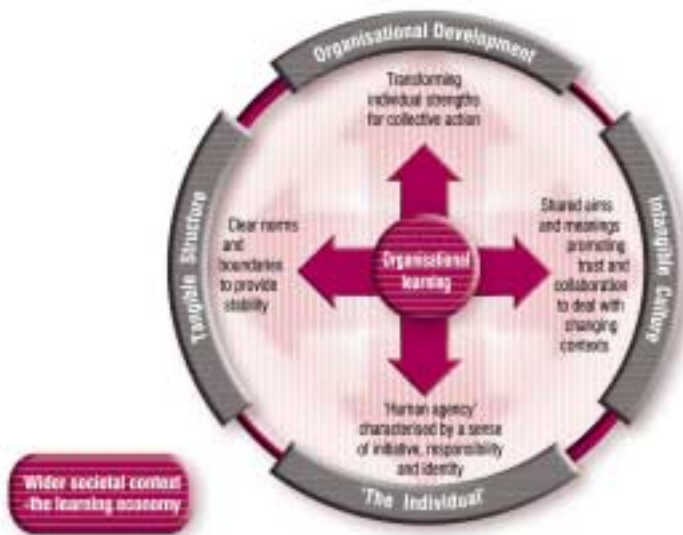 Organisational Development
Transforming
individual strengths
for collective action
Tangible Structure
Clear norms
and
boundaries
to provide
stability
Organisational
learning
Shared aims
and meanings
promoting
trust and
collaboration
to deal with
changing
contexts
Intangible Culture
'Human agency'
characterised by a sense
of initiative, responsibility
and identity
'The Individual'
Wider societal context
-the learning economy